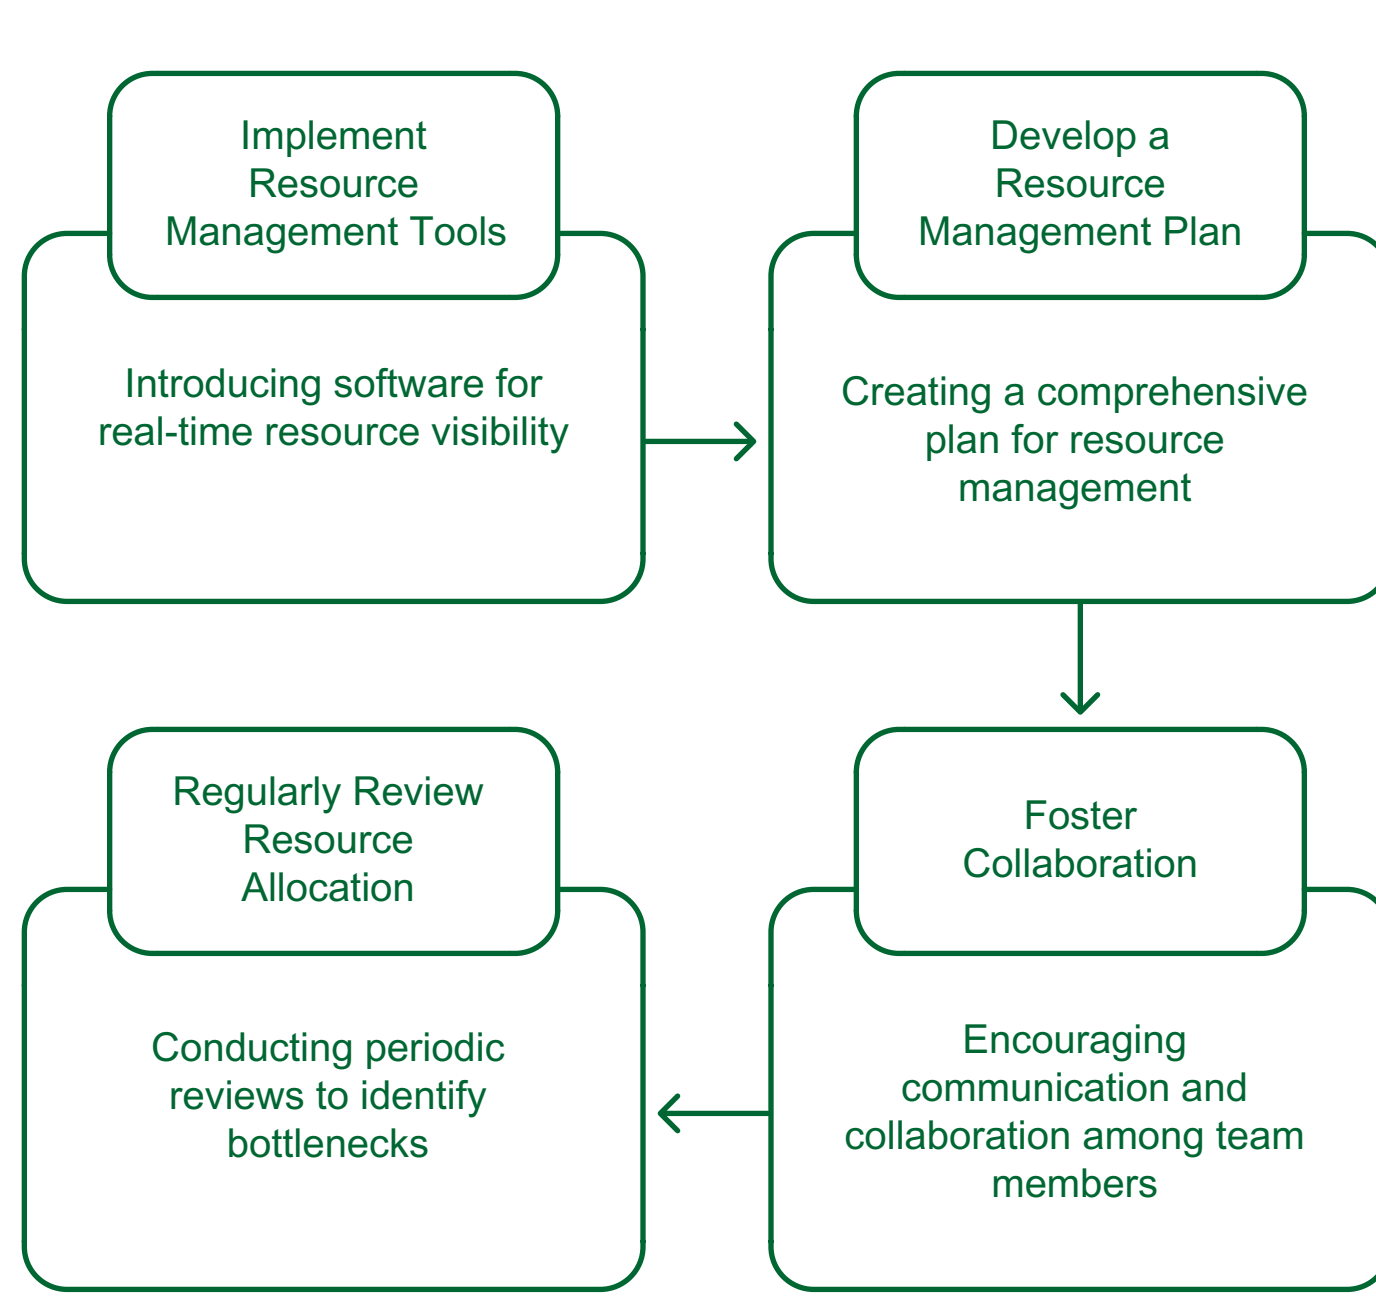 Implement
Resource
Management Tools
Introducing software for
real-time resource visibility
Develop a
Resource
Management Plan
Creating a comprehensive
plan for resource
management
Foster
Collaboration
Encouraging
communication and
collaboration among team
members
Regularly Review
Resource
Allocation
Conducting periodic
reviews to identify
bottlenecks